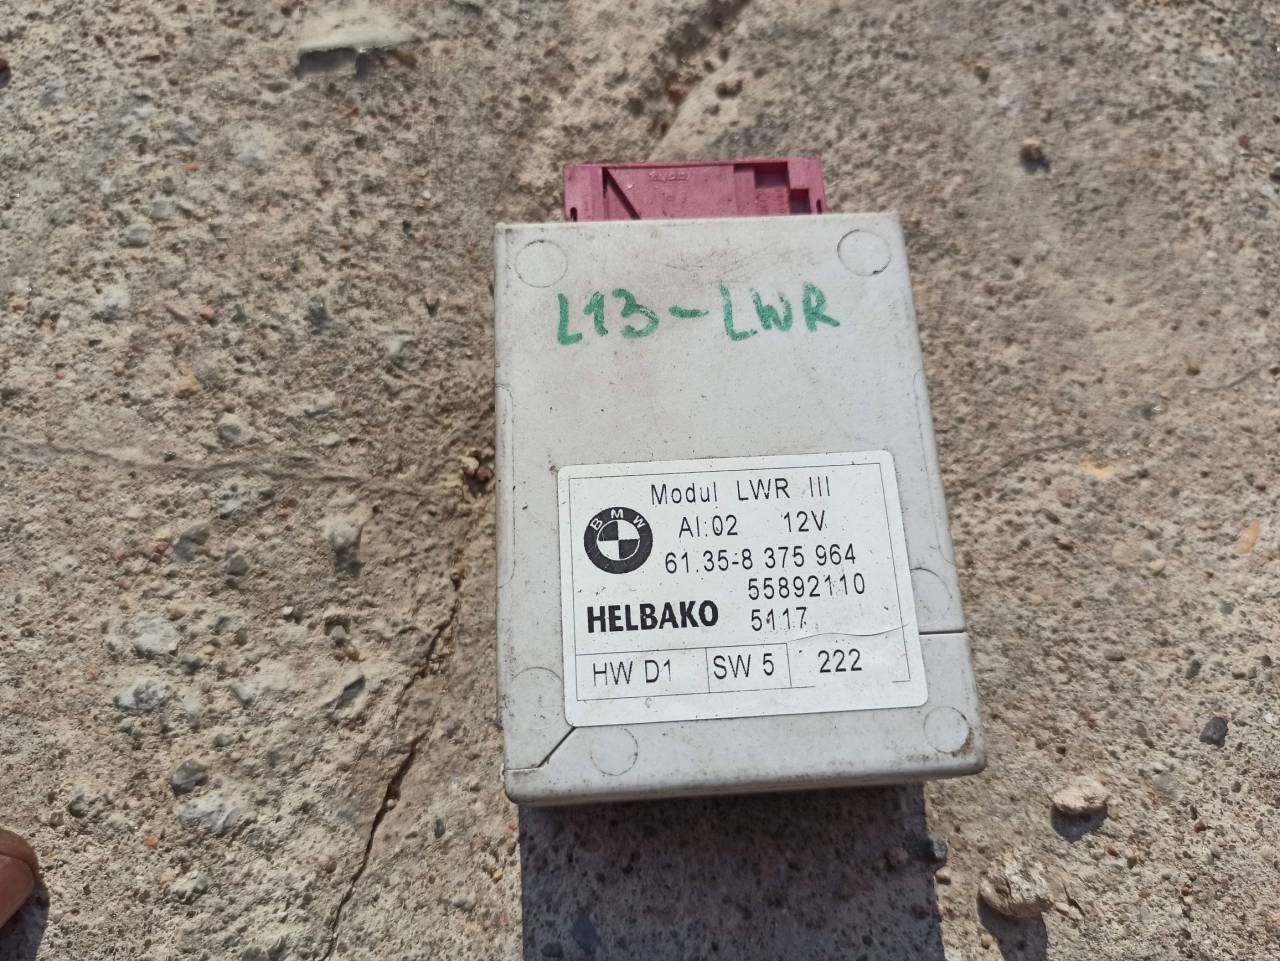 L13-LWR
Modul LWR III
BMW
AI:02 12V
61.35-8 375 964
55892110
HELBAKO 5117
HW D1 SW 5 222